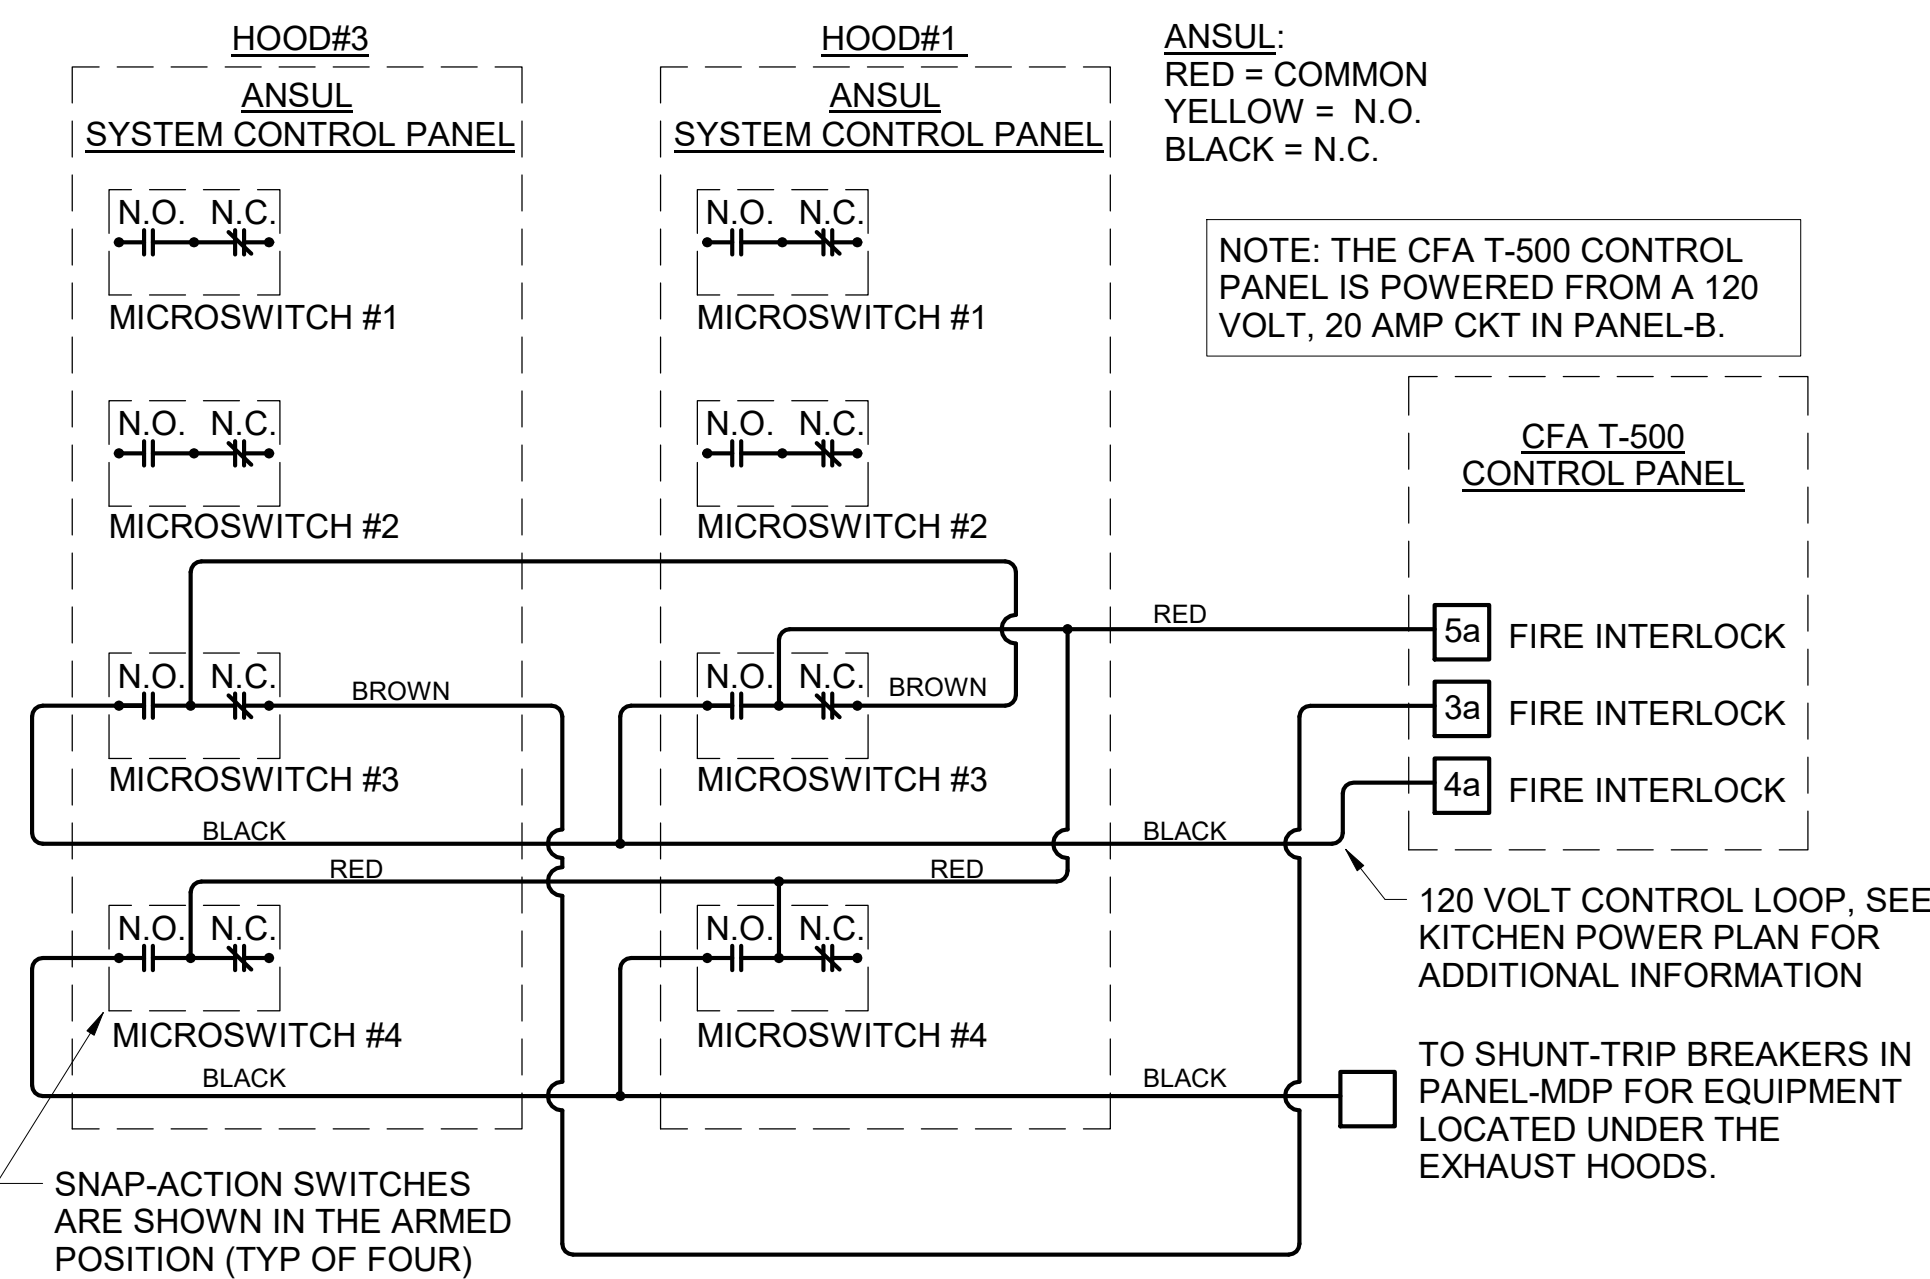 HOOD#3
ANSUL
SYSTEM CONTROL PANEL
N.O. N.C.
MICROSWITCH #1
N.O. N.C.
MICROSWITCH #2
N.O. N.C.
BROWN
MICROSWITCH #3
BLACK
RED
N.O. N.C.
MICROSWITCH #4
BLACK
SNAP-ACTION SWITCHES
ARE SHOWN IN THE ARMED
POSITION (TYP OF FOUR)
HOOD#1
ANSUL
SYSTEM CONTROL PANEL
N.O. N.C.
MICROSWITCH #1
N.O. N.C.
MICROSWITCH #2
N.O. N.C.
BROWN
MICROSWITCH #3
RED
N.O. N.C.
MICROSWITCH #4
RED
BLACK
BLACK
ANSUL:
RED = COMMON
YELLOW = N.O.
BLACK = N.C.
NOTE: THE CFA T-500 CONTROL
PANEL IS POWERED FROM A 120
VOLT, 20 AMP CKT IN PANEL-B.
CFA T-500
CONTROL PANEL
5a FIRE INTERLOCK
3a FIRE INTERLOCK
4a FIRE INTERLOCK
120 VOLT CONTROL LOOP, SEE
KITCHEN POWER PLAN FOR
ADDITIONAL INFORMATION
TO SHUNT-TRIP BREAKERS IN
PANEL-MDP FOR EQUIPMENT
LOCATED UNDER THE
EXHAUST HOODS.